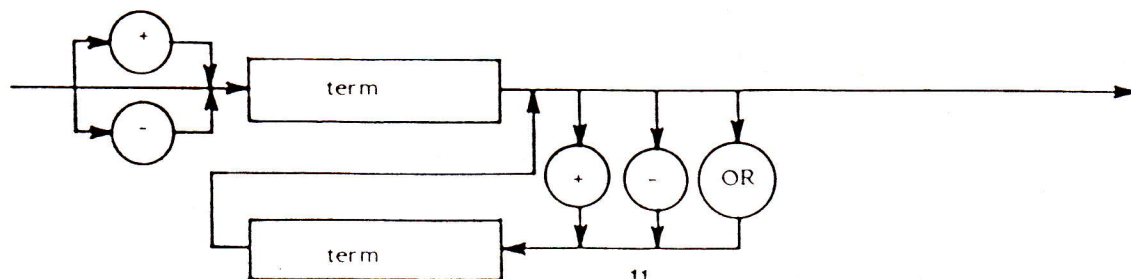 +
term
-
+
-
OR
term
11